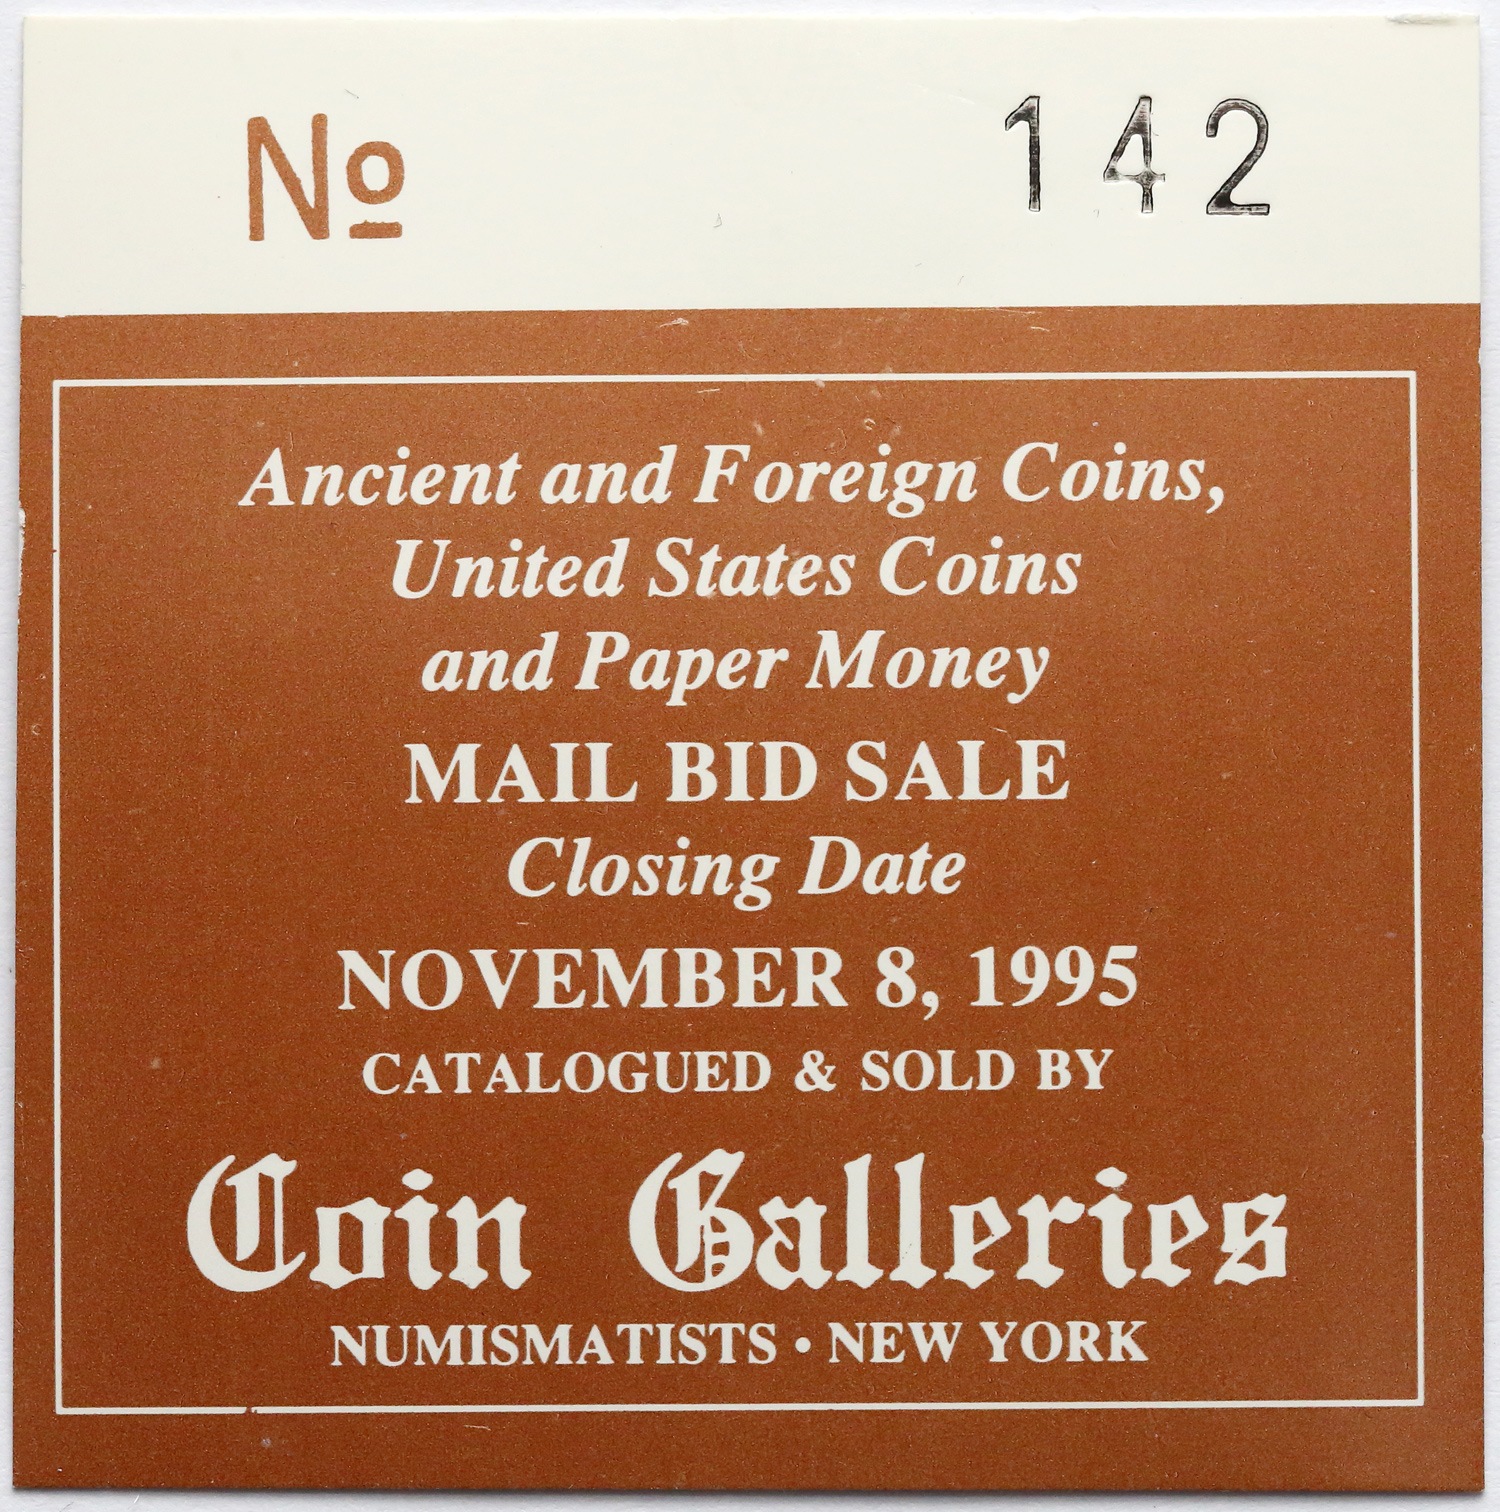 No 142
Ancient and Foreign Coins,
United States Coins
and Paper Money
MAIL BID SALE
Closing Date
NOVEMBER 8, 1995
CATALOGUED & SOLD BY
Coin Galleries
NUMISMATISTS • NEW YORK